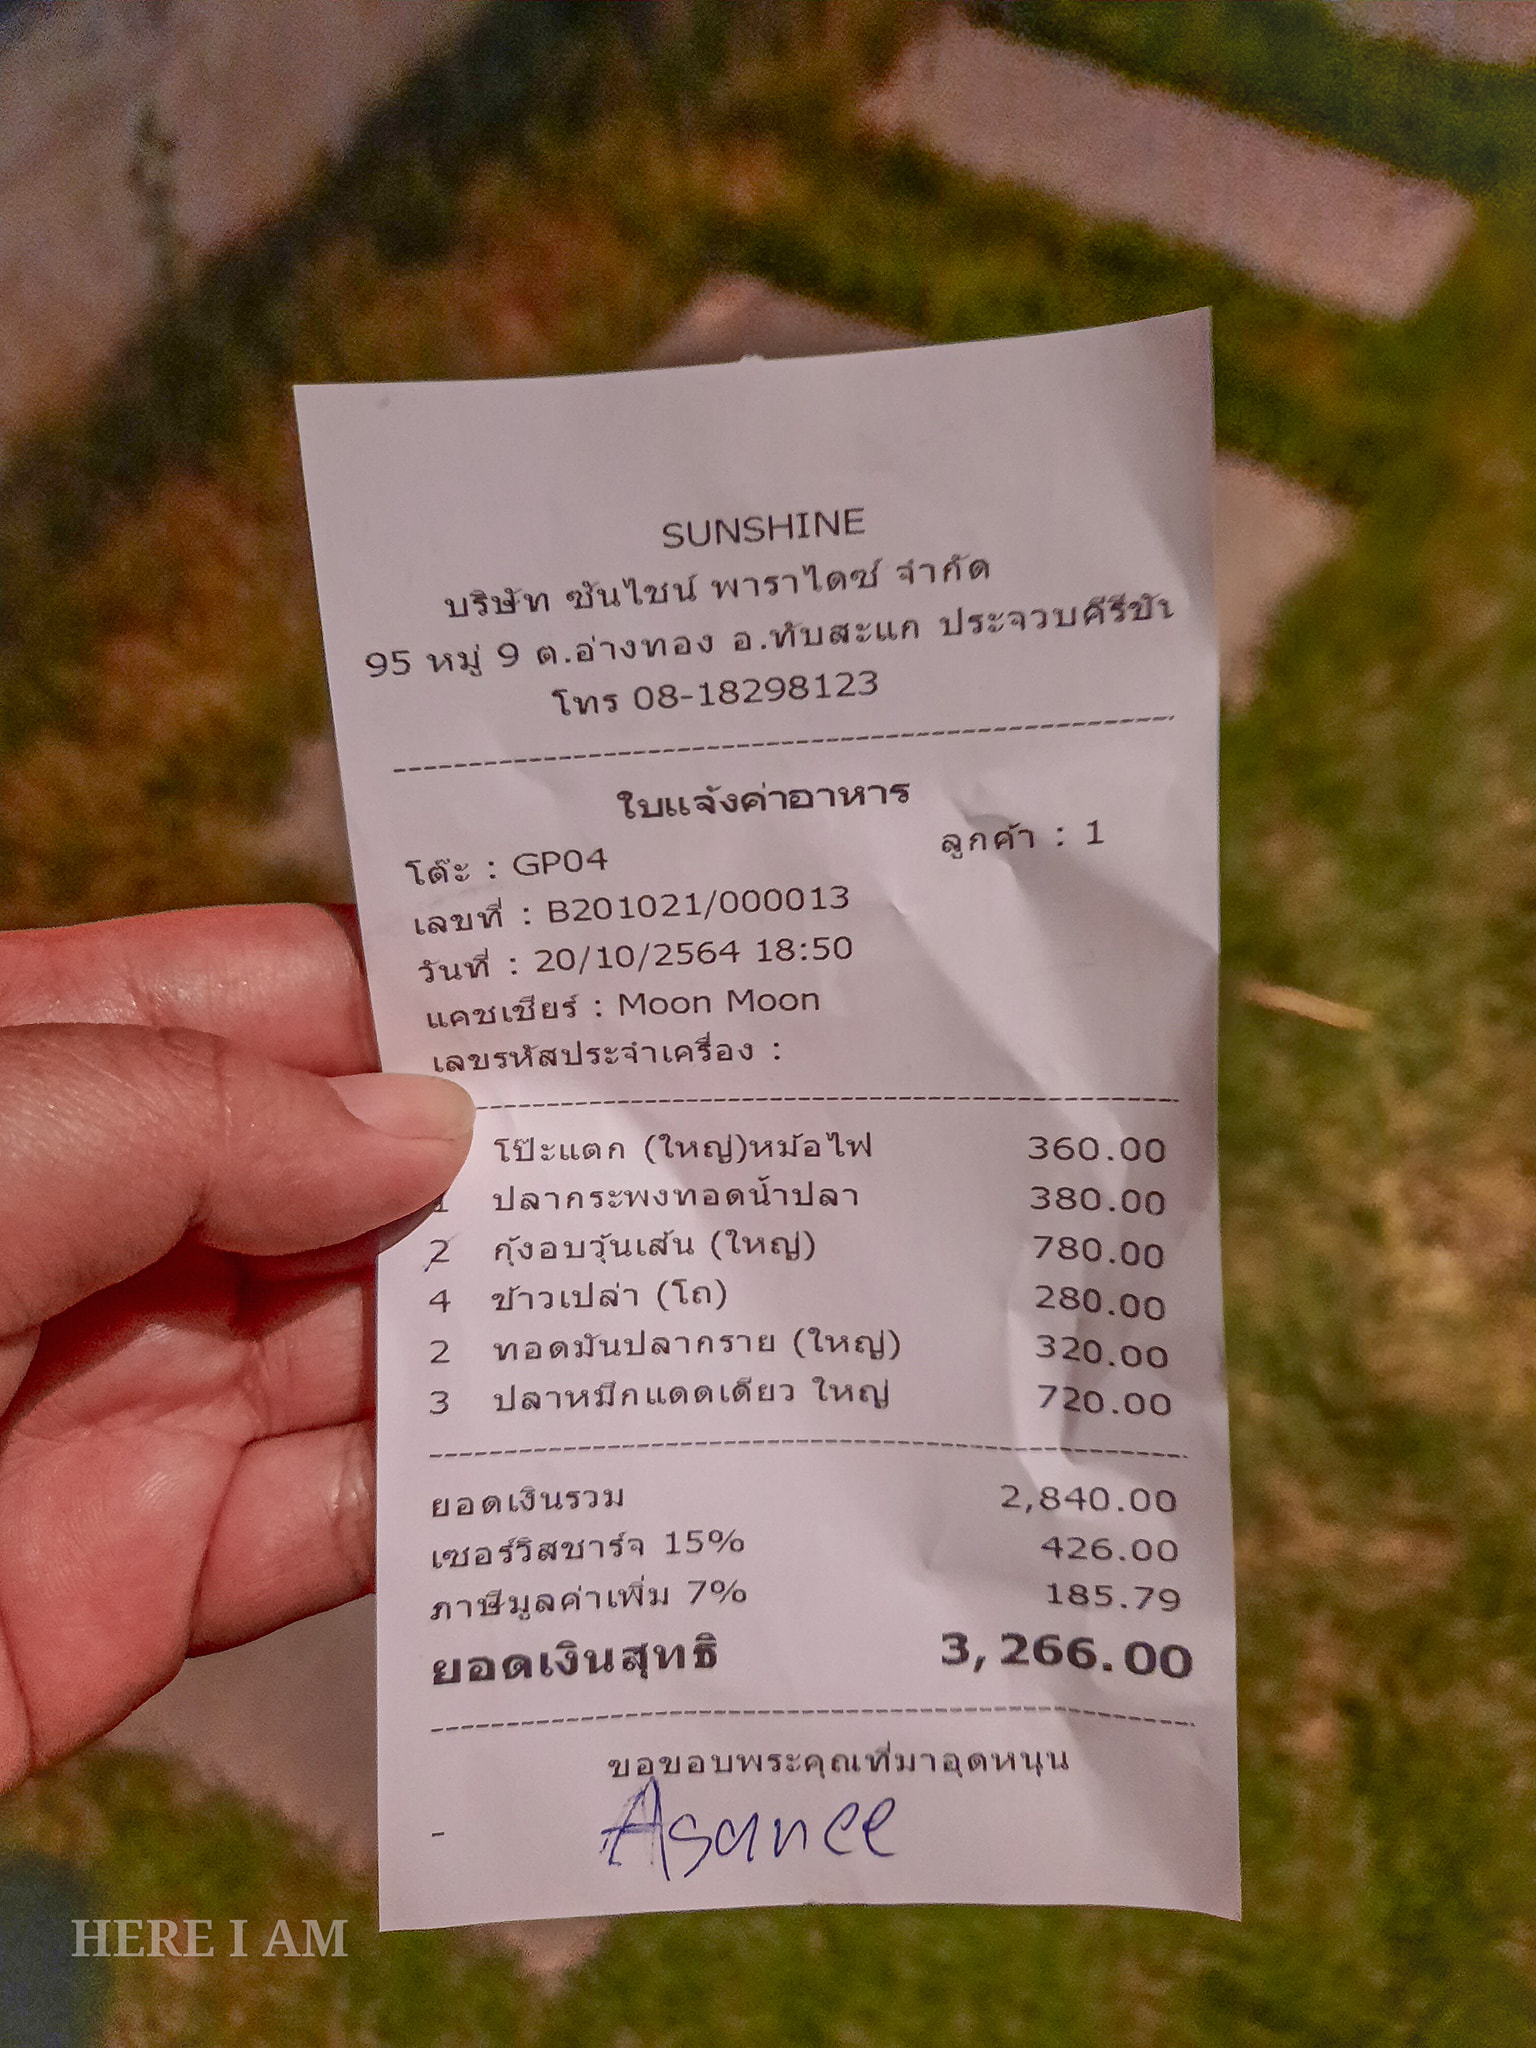 SUNSHINE
บริษัท ซันไชน์ พาราไดซ์ จำกัด
95 หมู่ 9 ต.อ่างทอง อ.ทับสะแก ประจวบคีรีขัน
โทร 08-18298123
ใบแจ้งค่าอาหาร
โต๊ะ : GP04 ลูกค้า : 1
เลขที่ : B201021/000013
วันที่ : 20/10/2564 18:50
แคชเชียร์ : Moon Moon
เลขรหัสประจำเครื่อง :
โป๊ะแตก (ใหญ่)หม้อไฟ 360.00
1 ปลากระพงทอดน้ำปลา 380.00
2 กุ้งอบวุ้นเส้น (ใหญ่) 780.00
4 ข้าวเปล่า (โถ) 280.00
2 ทอดมันปลากราย (ใหญ่) 320.00
3 ปลาหมึกแดดเดียว ใหญ่ 720.00
ยอดเงินรวม 2,840.00
เซอร์วิสชาร์จ 15% 426.00
ภาษีมูลค่าเพิ่ม 7% 185.79
ยอดเงินสุทธิ 3,266.00
ขอขอบพระคุณที่มาอุดหนุน
-
Asanee
HERE I AM